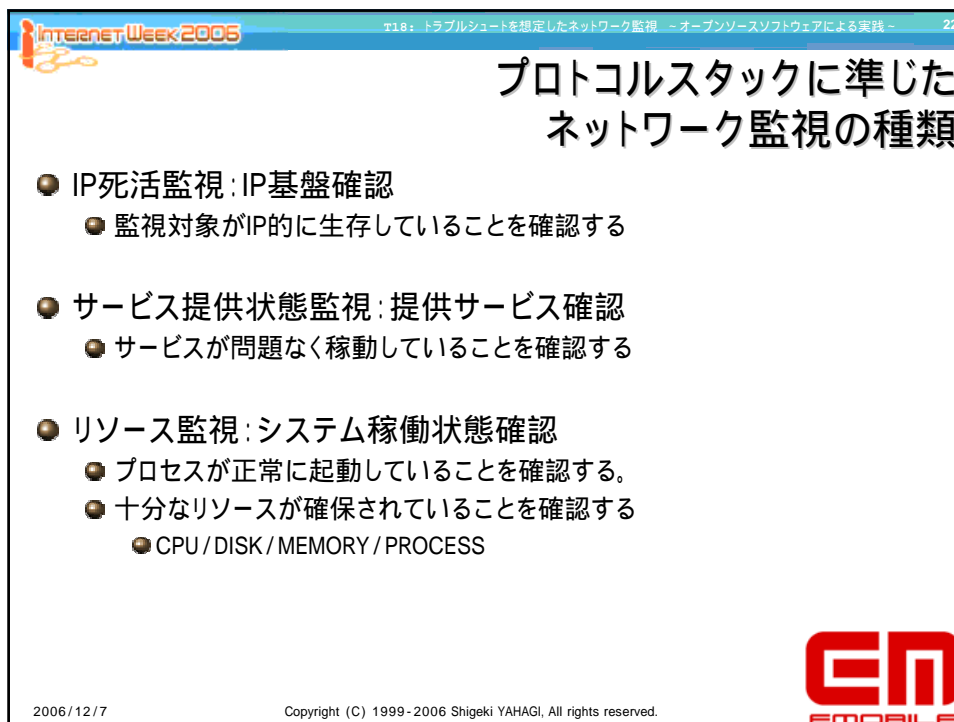 INTERNET WEEK 2006
T18: トラブルシュートを想定したネットワーク監視 ~オープンソースソフトウェアによる実践~ 22
プロトコルスタックに準じた
ネットワーク監視の種類
IP死活監視:IP基盤確認
監視対象がIP的に生存していることを確認する
サービス提供状態監視:提供サービス確認
サービスが問題なく稼動していることを確認する
リソース監視:システム稼働状態確認
プロセスが正常に起動していることを確認する。
十分なリソースが確保されていることを確認する
CPU/DISK/MEMORY/PROCESS
EM
EMOBILE
2006/12/7
Copyright (C) 1999-2006 Shigeki YAHAGI, All rights reserved.